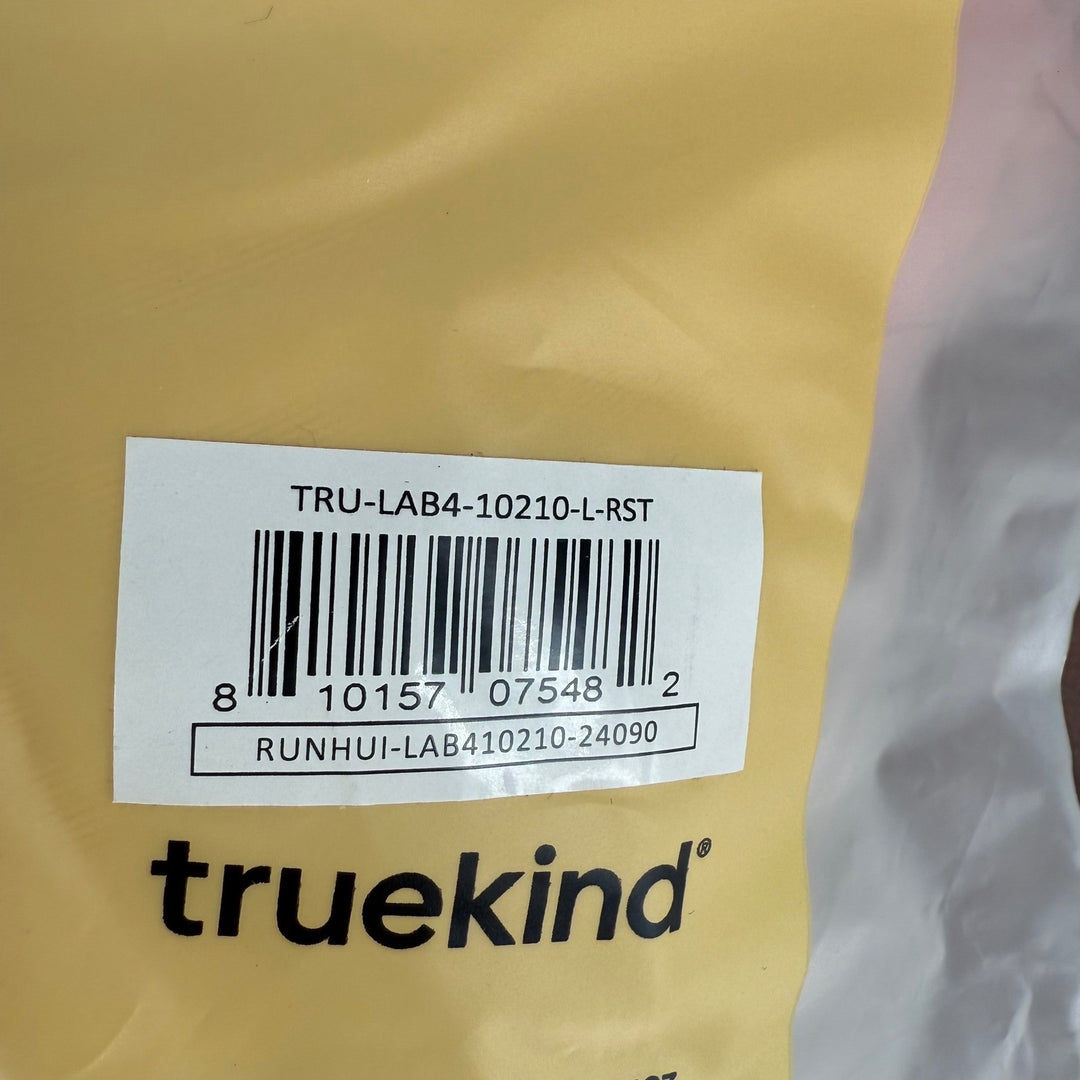 TRU-LAB4-10210-L-RST
8 10157 07548 2
RUNHUI-LAB410210-24090
truekind®